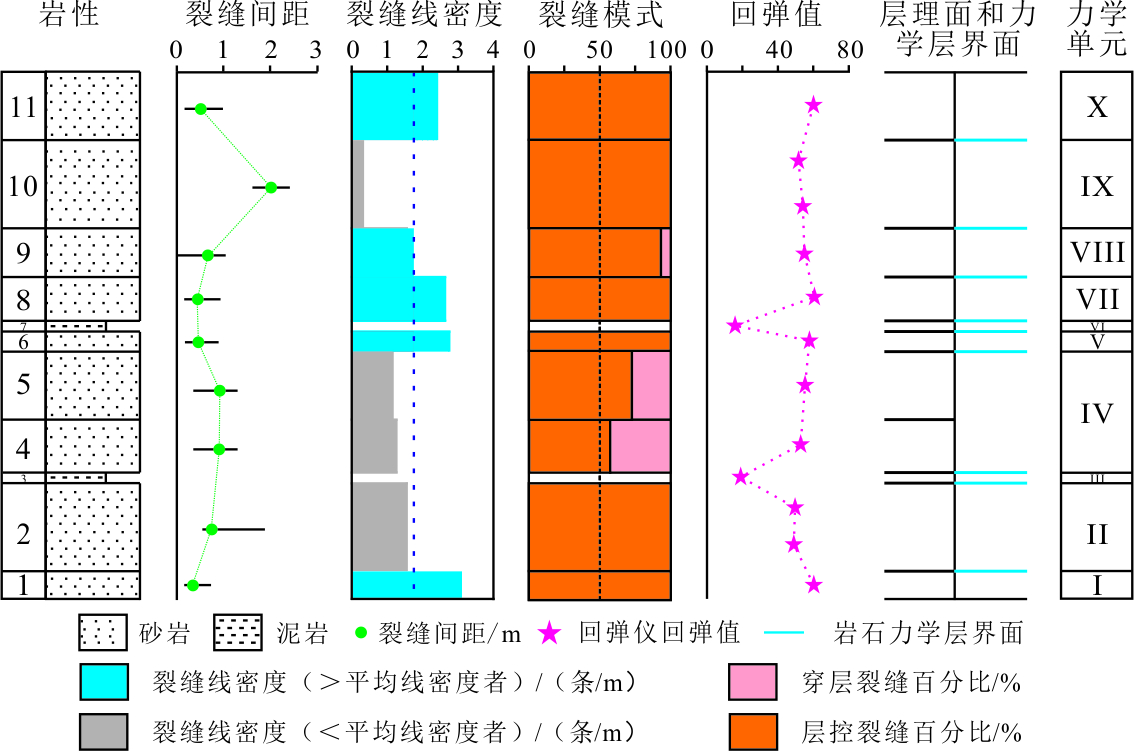 岩性 裂缝间距 裂缝线密度 裂缝模式 回弹值 层理面和力学层界面 力学单元
0 1 2 3 0 1 2 3 4 0 50 100 0 40 80
11 X
10 IX
9 VIII
8 VII
7 VI
6 V
5 IV
4
3 III
2 II
1 I
砂岩 泥岩 裂缝间距/m 回弹仪回弹值 岩石力学层界面
裂缝线密度（>平均线密度者）/（条/m） 穿层裂缝百分比/%
裂缝线密度（<平均线密度者）/（条/m） 层控裂缝百分比/%